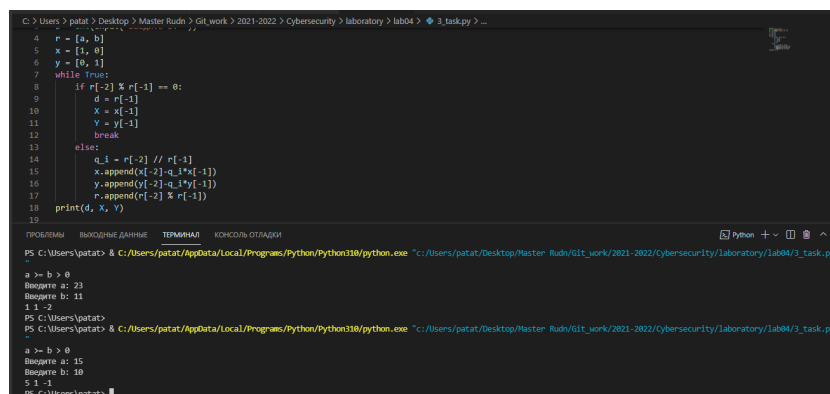 C: > Users > patat > Desktop > Master Rudn > Git_work > 2021-2022 > Cybersecurity > laboratory > lab04 > 3_task.py > ...
4 r = [a, b]
5 x = [1, 0]
6 y = [0, 1]
7 while True:
8 if r[-2] % r[-1] == 0:
9 d = r[-1]
10 X = x[-1]
11 Y = y[-1]
12 break
13 else:
14 q_i = r[-2] // r[-1]
15 x.append(x[-2]-q_i*x[-1])
16 y.append(y[-2]-q_i*y[-1])
17 r.append(r[-2] % r[-1])
18 print(d, X, Y)
19
ПРОБЛЕМЫ ВЫХОДНЫЕ ДАННЫЕ ТЕРМИНАЛ КОНСОЛЬ ОТЛАДКИ Python
PS C:\Users\patat> & C:/Users/patat/AppData/Local/Programs/Python/Python310/python.exe "c:/Users/patat/Desktop/Master Rudn/Git_work/2021-2022/Cybersecurity/laboratory/lab04/3_task.p
"
a >= b > 0
Введите a: 23
Введите b: 11
1 1 -2
PS C:\Users\patat>
PS C:\Users\patat> & C:/Users/patat/AppData/Local/Programs/Python/Python310/python.exe "c:/Users/patat/Desktop/Master Rudn/Git_work/2021-2022/Cybersecurity/laboratory/lab04/3_task.p
"
a >= b > 0
Введите a: 15
Введите b: 10
5 1 -1
PS C:\Users\patat>